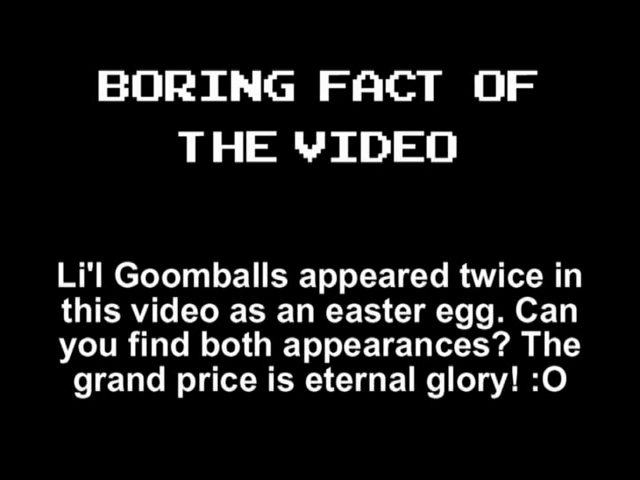 BORING FACT OF
THE VIDEO
Li'l Goomballs appeared twice in
this video as an easter egg. Can
you find both appearances? The
grand price is eternal glory! :O